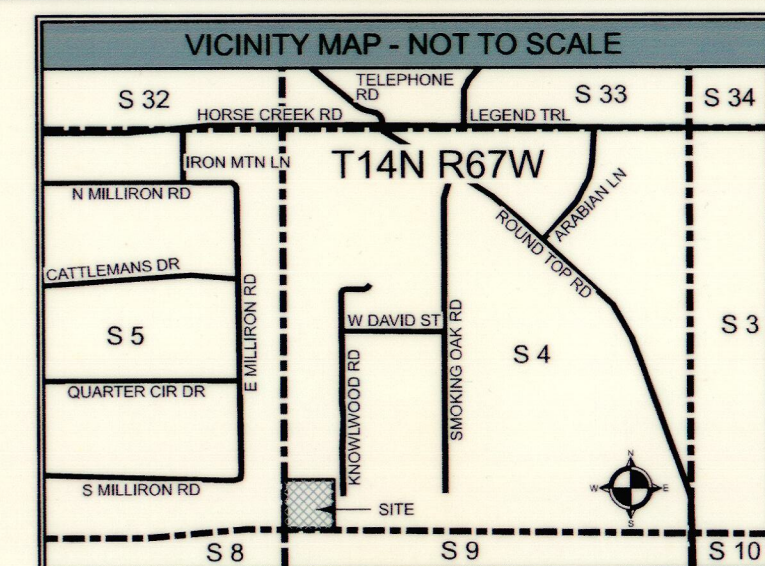 VICINITY MAP - NOT TO SCALE
TELEPHONE
RD
S 32
S 33
S 34
HORSE CREEK RD
LEGEND TRL
IRON MTN LN
T14N R67W
N MILLIRON RD
ARABIAN LN
ROUND TOP RD
CATTLEMANS DR
E MILLIRON RD
W DAVID ST
SMOKING OAK RD
S 5
S 4
S 3
KNOWLWOOD RD
QUARTER CIR DR
S MILLIRON RD
N
W
E
S
SITE
S 8
S 9
S 10